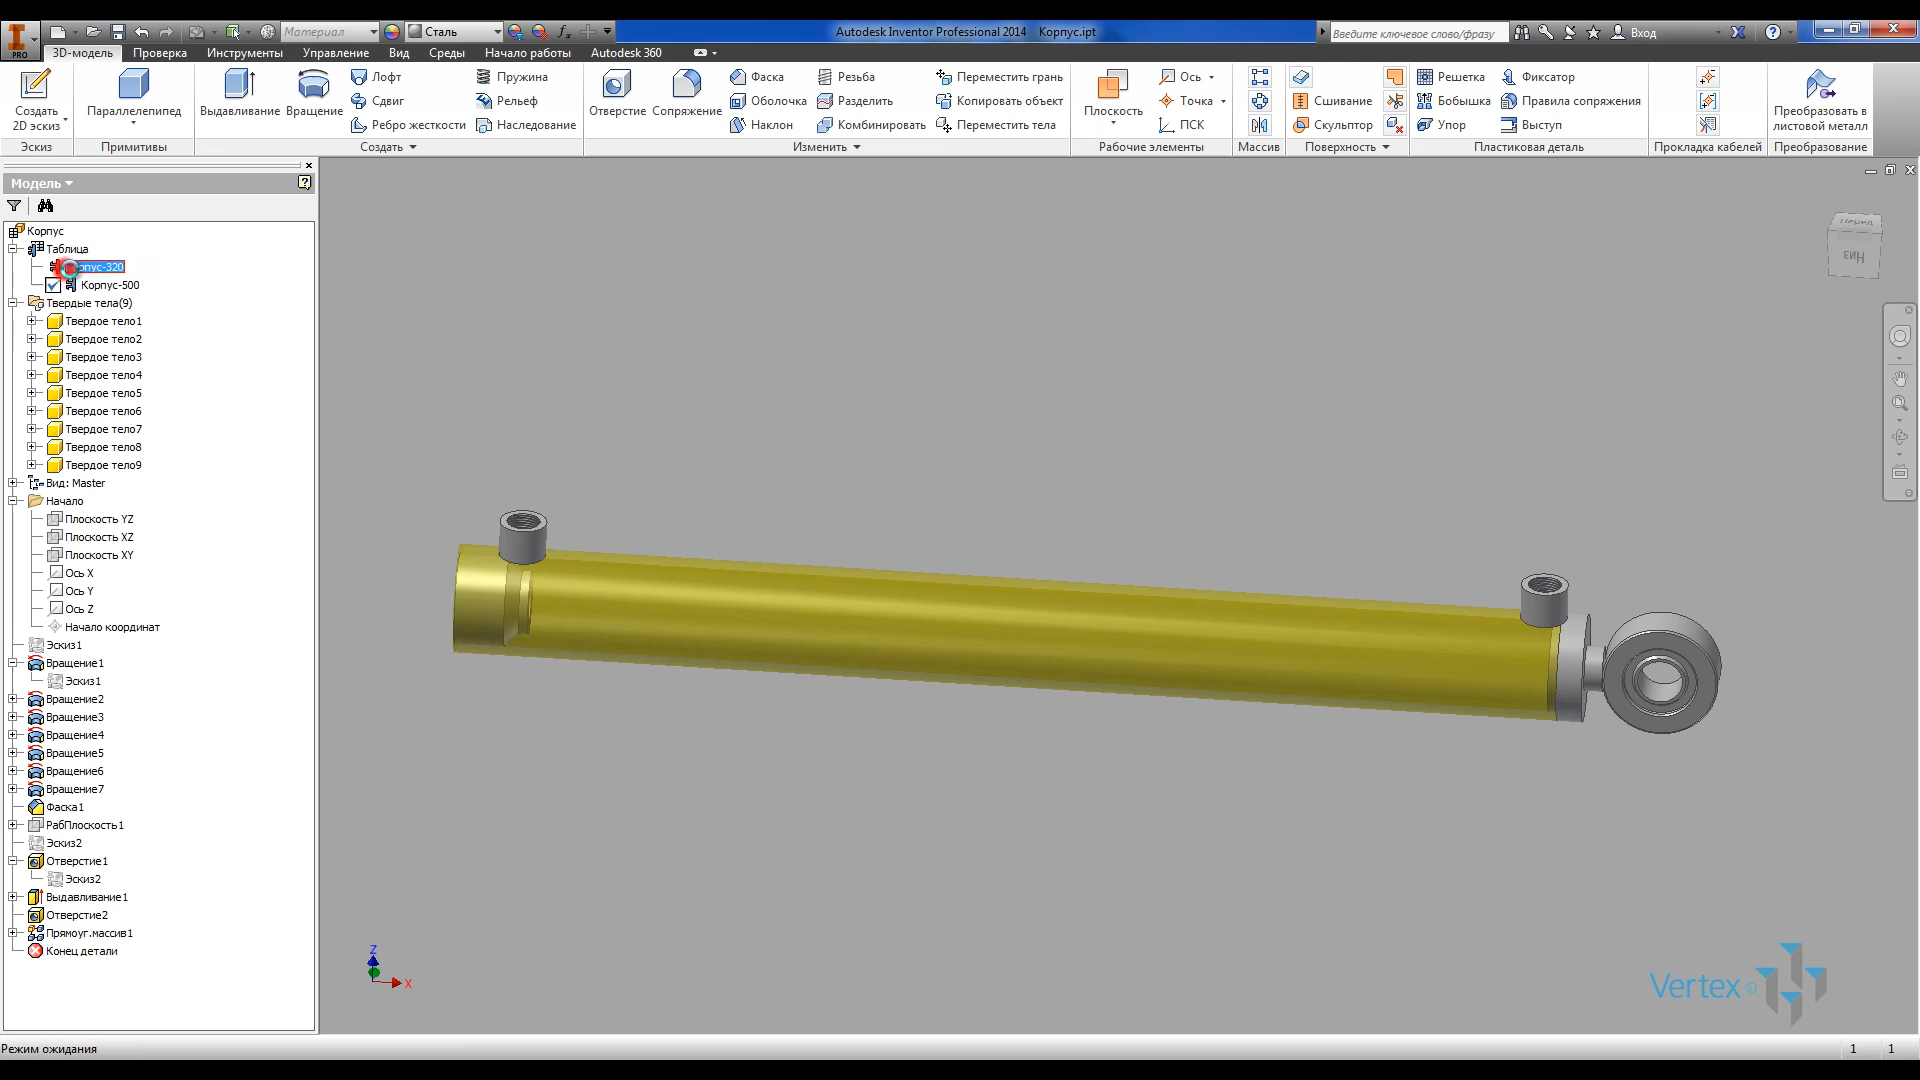 Материал
Сталь
Autodesk Inventor Professional 2014 Корпус.ipt
Введите ключевое слово/фразу
Вход
PRO
3D-модель Проверка Инструменты Управление Вид Среды Начало работы Autodesk 360
Создать 2D эскиз
Параллелепипед
Выдавливание
Вращение
Лофт
Сдвиг
Ребро жесткости
Пружина
Рельеф
Наследование
Отверстие
Сопряжение
Фаска
Оболочка
Наклон
Резьба
Разделить
Комбинировать
Переместить грань
Копировать объект
Переместить тела
Плоскость
Ось
Точка
ПСК
Сшивание
Скульптор
Решетка
Бобышка
Упор
Фиксатор
Правила сопряжения
Выступ
Преобразовать в листовой металл
Эскиз
Примитивы
Создать
Изменить
Рабочие элементы
Массив
Поверхность
Пластиковая деталь
Прокладка кабелей
Преобразование
Модель
Корпус
Таблица
рпус-320
Корпус-500
Твердые тела(9)
Твердое тело1
Твердое тело2
Твердое тело3
Твердое тело4
Твердое тело5
Твердое тело6
Твердое тело7
Твердое тело8
Твердое тело9
Вид: Master
Начало
Плоскость YZ
Плоскость XZ
Плоскость XY
Ось X
Ось Y
Ось Z
Начало координат
Эскиз1
Вращение1
Эскиз1
Вращение2
Вращение3
Вращение4
Вращение5
Вращение6
Вращение7
Фаска1
РабПлоскость1
Эскиз2
Отверстие1
Эскиз2
Выдавливание1
Отверстие2
Прямоуг.массив1
Конец детали
Перед
Низ
Z
X
Vertex ©
Режим ожидания
1 1